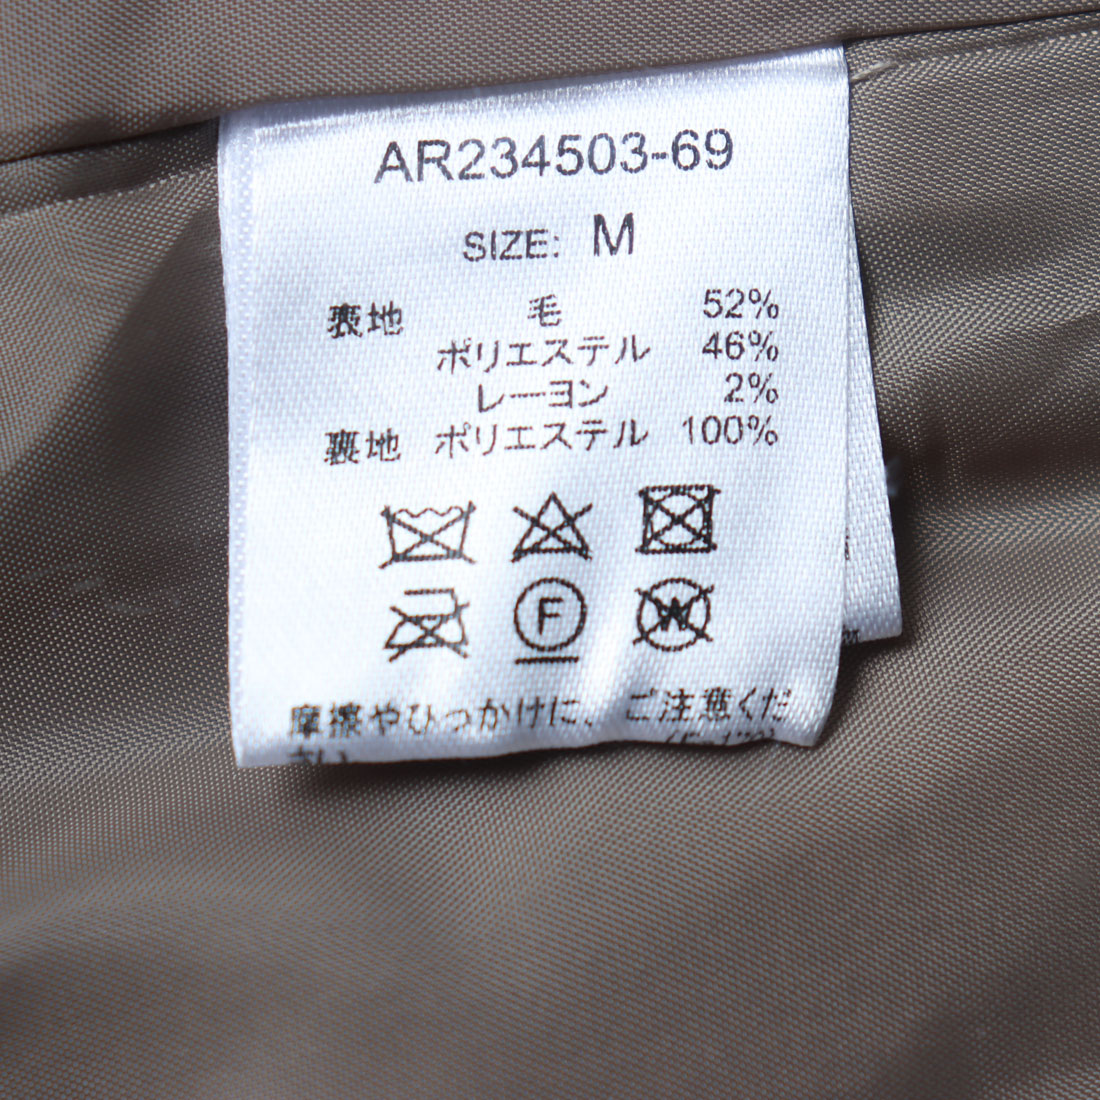 AR234503-69
SIZE: M
表地 毛 52%
ポリエステル 46%
レーヨン 2%
裏地 ポリエステル 100%
F
W
摩擦やひっかけに、ご注意くだ
さい